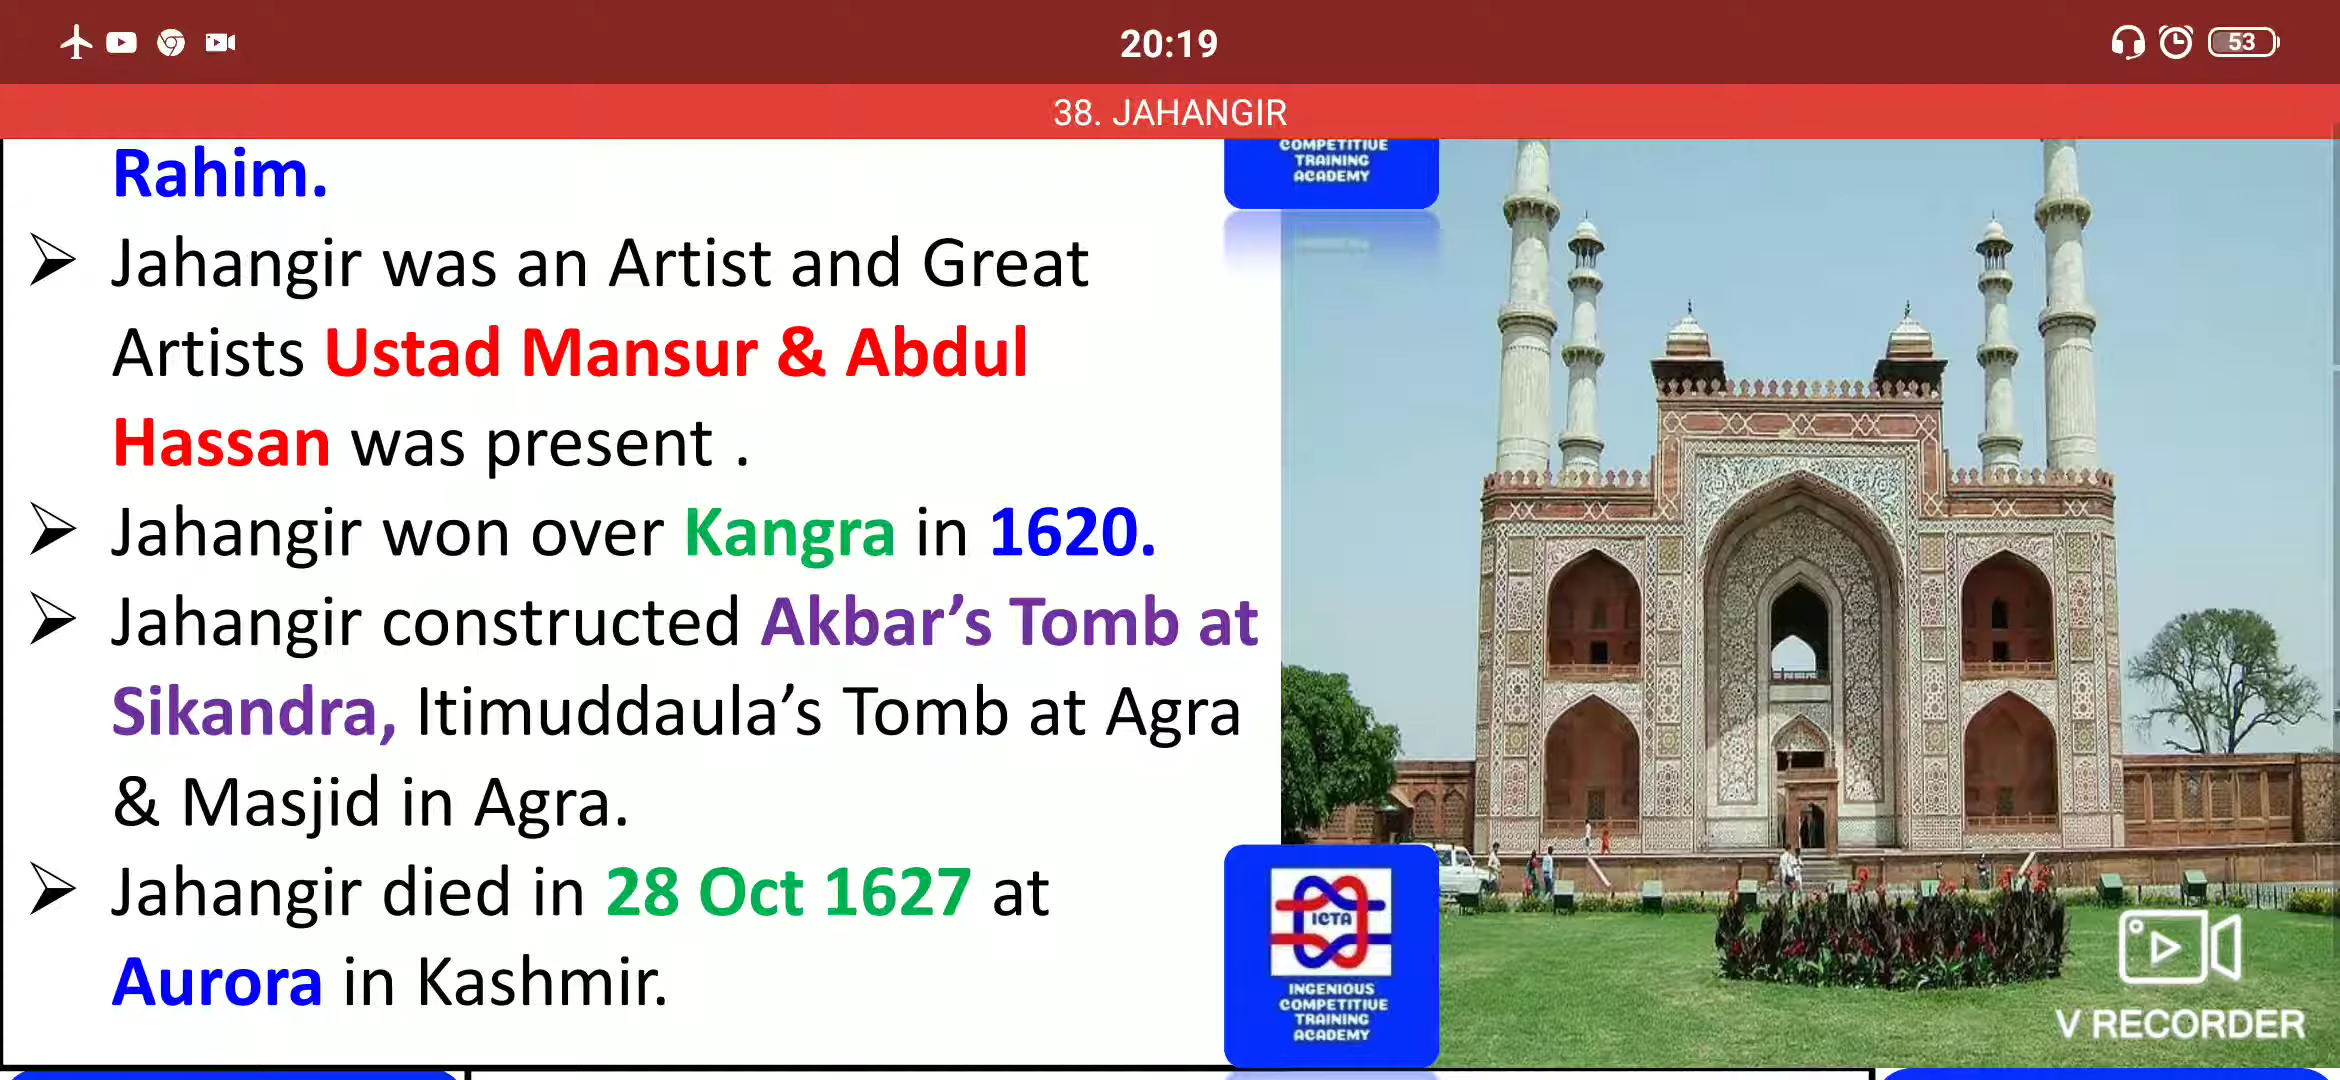 20:19
53
38. JAHANGIR
COMPETITIVE
TRAINING
ACADEMY
Rahim.
Jahangir was an Artist and Great
Artists Ustad Mansur & Abdul
Hassan was present .
Jahangir won over Kangra in 1620.
Jahangir constructed Akbar’s Tomb at
Sikandra, Itimuddaula’s Tomb at Agra
& Masjid in Agra.
Jahangir died in 28 Oct 1627 at
Aurora in Kashmir.
ICTA
INGENIOUS
COMPETITIVE
TRAINING
ACADEMY
V RECORDER